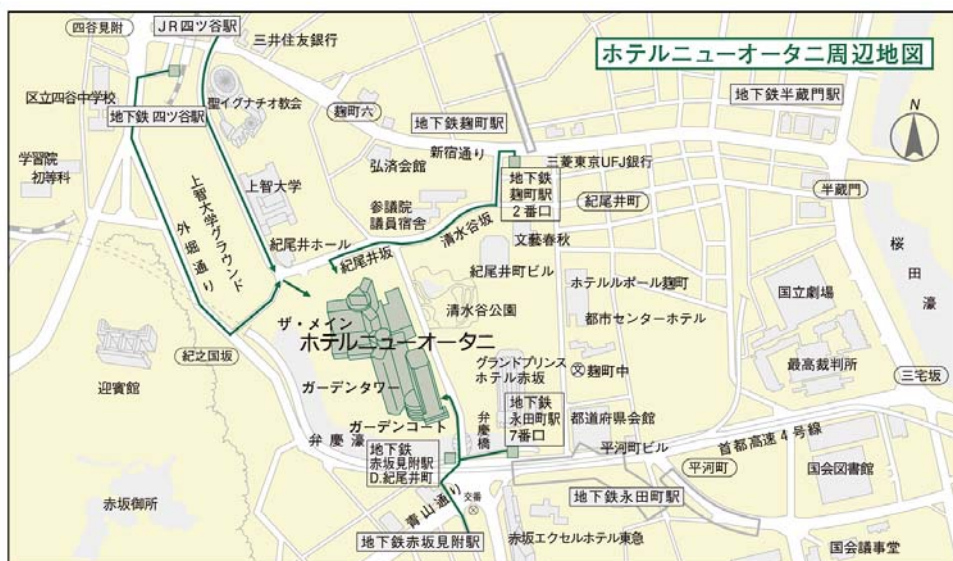 ホテルニューオータニ周辺地図
四谷見附
JR四ツ谷駅
三井住友銀行
区立四谷中学校
地下鉄 四ツ谷駅
聖イグナチオ教会
麹町六
地下鉄麹町駅
地下鉄半蔵門駅
N
新宿通り
三菱東京UFJ銀行
学習院
初等科
上智大学
弘済会館
地下鉄
麹町駅
2番口
紀尾井町
半蔵門
上智大学グラウンド
外堀通り
参議院
議員宿舎
清水谷坂
文藝春秋
紀尾井ホール
紀尾井坂
紀尾井町ビル
ホテルルポール麹町
国立劇場
桜田濠
清水谷公園
都市センターホテル
ザ・メイン
ホテルニューオータニ
紀之国坂
迎賓館
グランドプリンス
ホテル赤坂
麹町中
最高裁判所
三宅坂
ガーデンタワー
ガーデンコート
弁慶濠
弁慶橋
地下鉄
永田町駅
7番口
都道府県会館
平河町ビル
首都高速4号線
地下鉄
赤坂見附駅
D.紀尾井町
平河町
国会図書館
赤坂御所
青山通り
交番
地下鉄永田町駅
地下鉄赤坂見附駅
赤坂エクセルホテル東急
国会議事堂